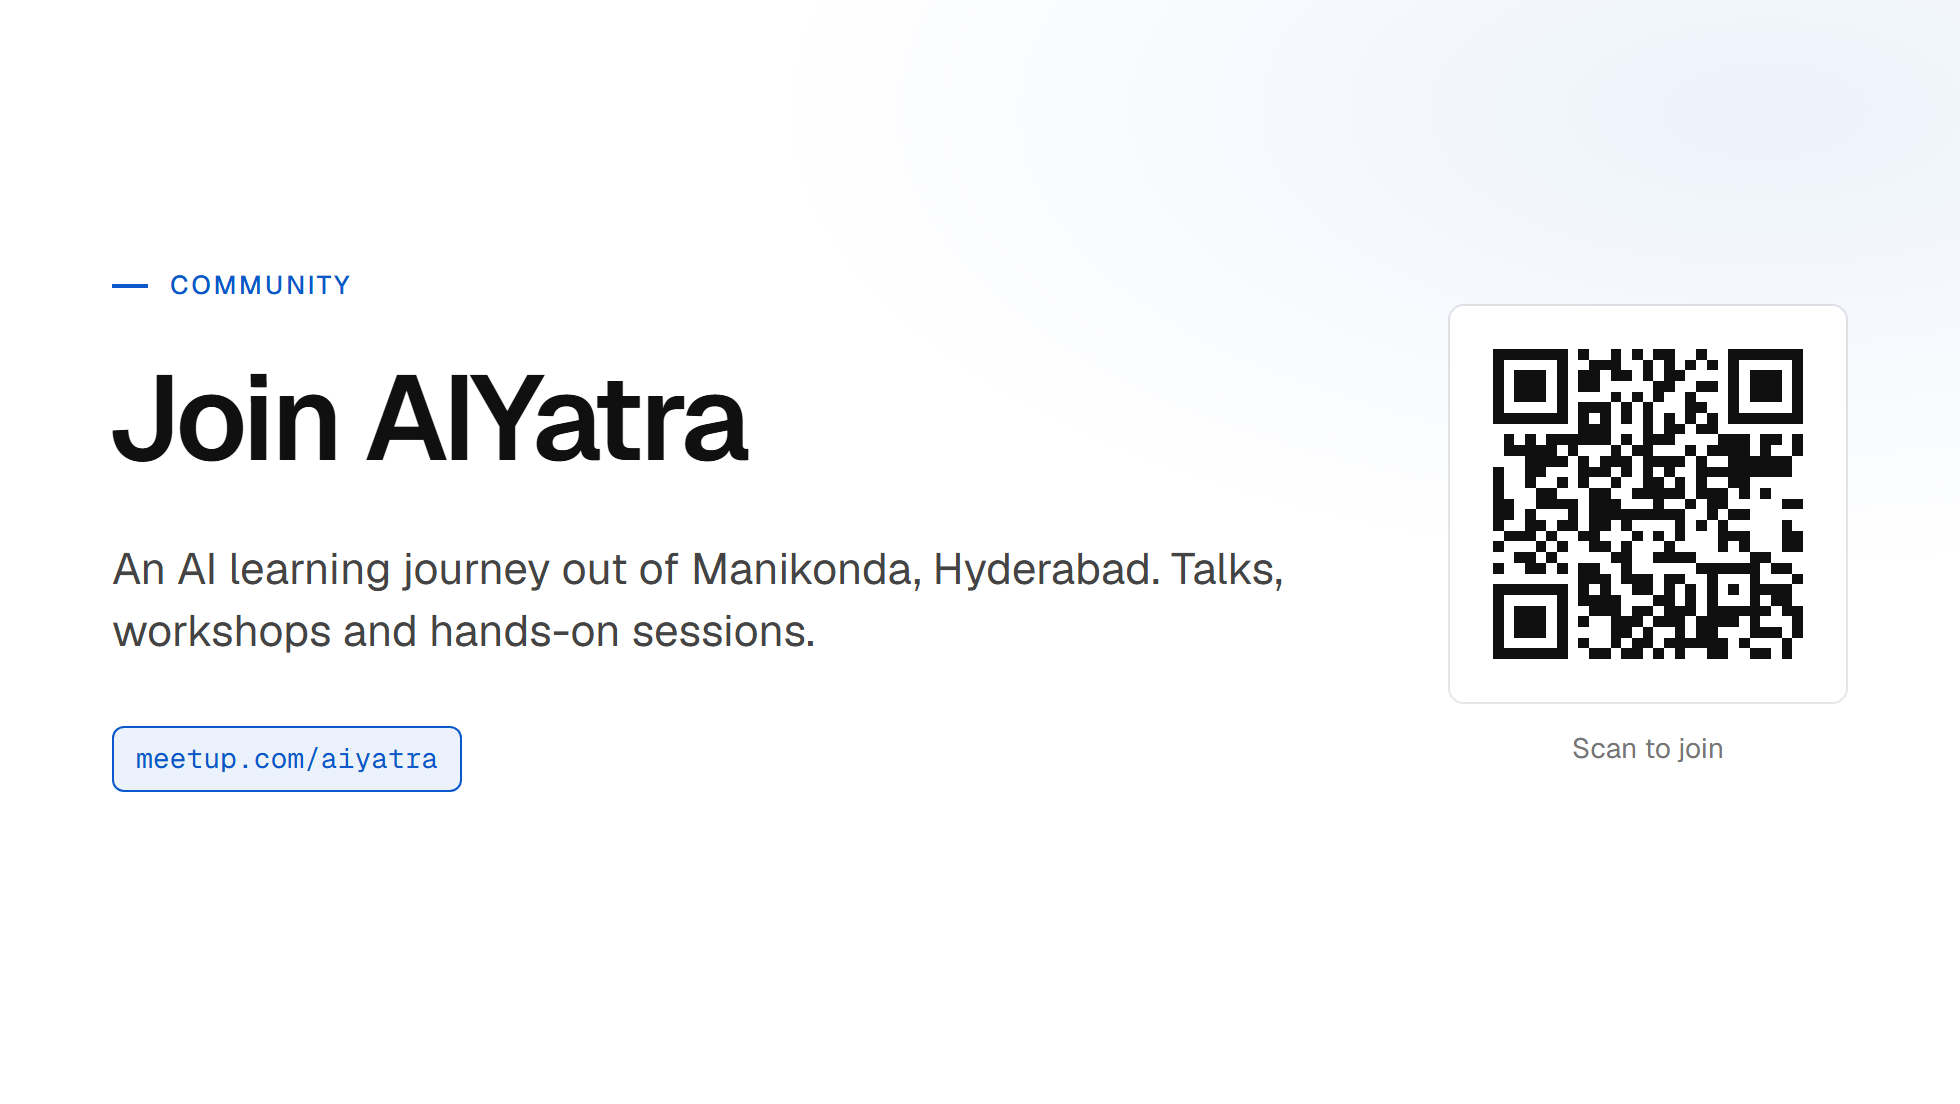 COMMUNITY
Join AIYatra
An AI learning journey out of Manikonda, Hyderabad. Talks,
workshops and hands-on sessions.
meetup.com/aiyatra
Scan to join